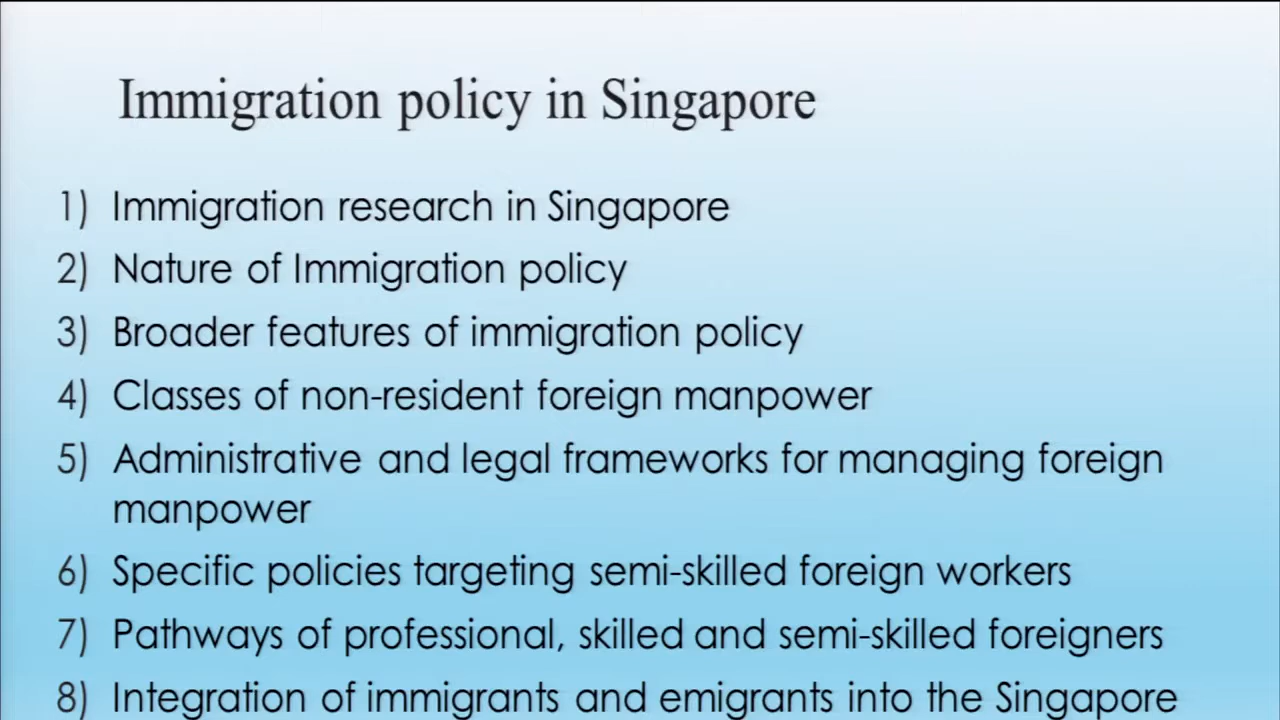 Immigration policy in Singapore
1) Immigration research in Singapore
2) Nature of Immigration policy
3) Broader features of immigration policy
4) Classes of non-resident foreign manpower
5) Administrative and legal frameworks for managing foreign
manpower
6) Specific policies targeting semi-skilled foreign workers
7) Pathways of professional, skilled and semi-skilled foreigners
8) Integration of immigrants and emigrants into the Singapore